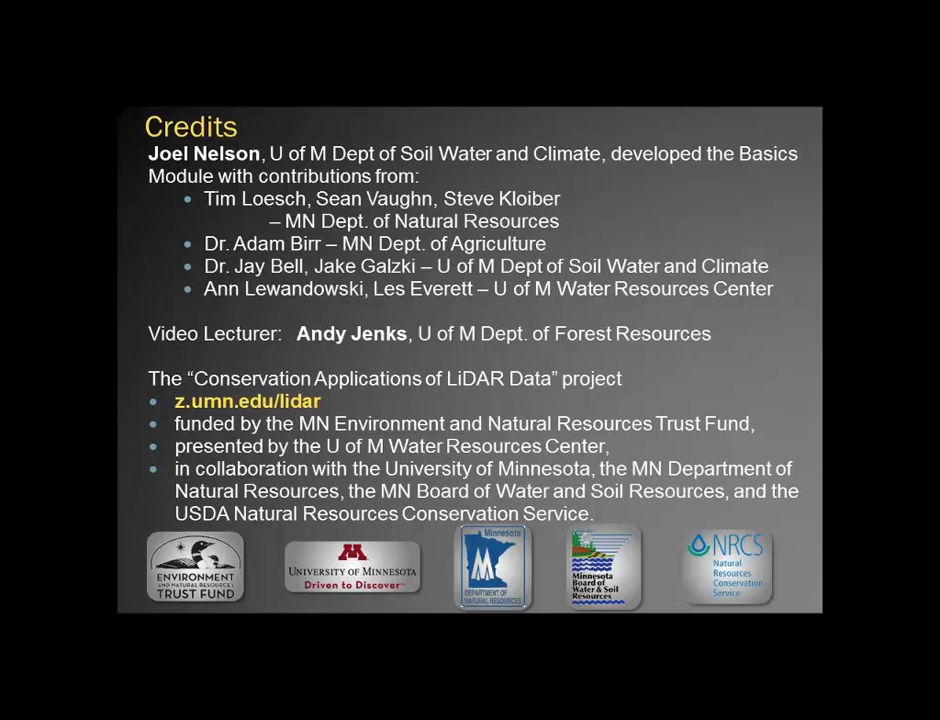 Credits
Joel Nelson, U of M Dept of Soil Water and Climate, developed the Basics
Module with contributions from:
• Tim Loesch, Sean Vaughn, Steve Kloiber
– MN Dept. of Natural Resources
• Dr. Adam Birr – MN Dept. of Agriculture
• Dr. Jay Bell, Jake Galzki – U of M Dept of Soil Water and Climate
• Ann Lewandowski, Les Everett – U of M Water Resources Center
Video Lecturer: Andy Jenks, U of M Dept. of Forest Resources
The “Conservation Applications of LiDAR Data” project
• z.umn.edu/lidar
• funded by the MN Environment and Natural Resources Trust Fund,
• presented by the U of M Water Resources Center,
• in collaboration with the University of Minnesota, the MN Department of
Natural Resources, the MN Board of Water and Soil Resources, and the
USDA Natural Resources Conservation Service.
ENVIRONMENT
AND NATURAL RESOURCES
TRUST FUND
M
UNIVERSITY OF MINNESOTA
Driven to Discover℠
Minnesota
DEPARTMENT OF
NATURAL RESOURCES
Minnesota
Board of
Water & Soil
Resources
NRCS
Natural
Resources
Conservation
Service